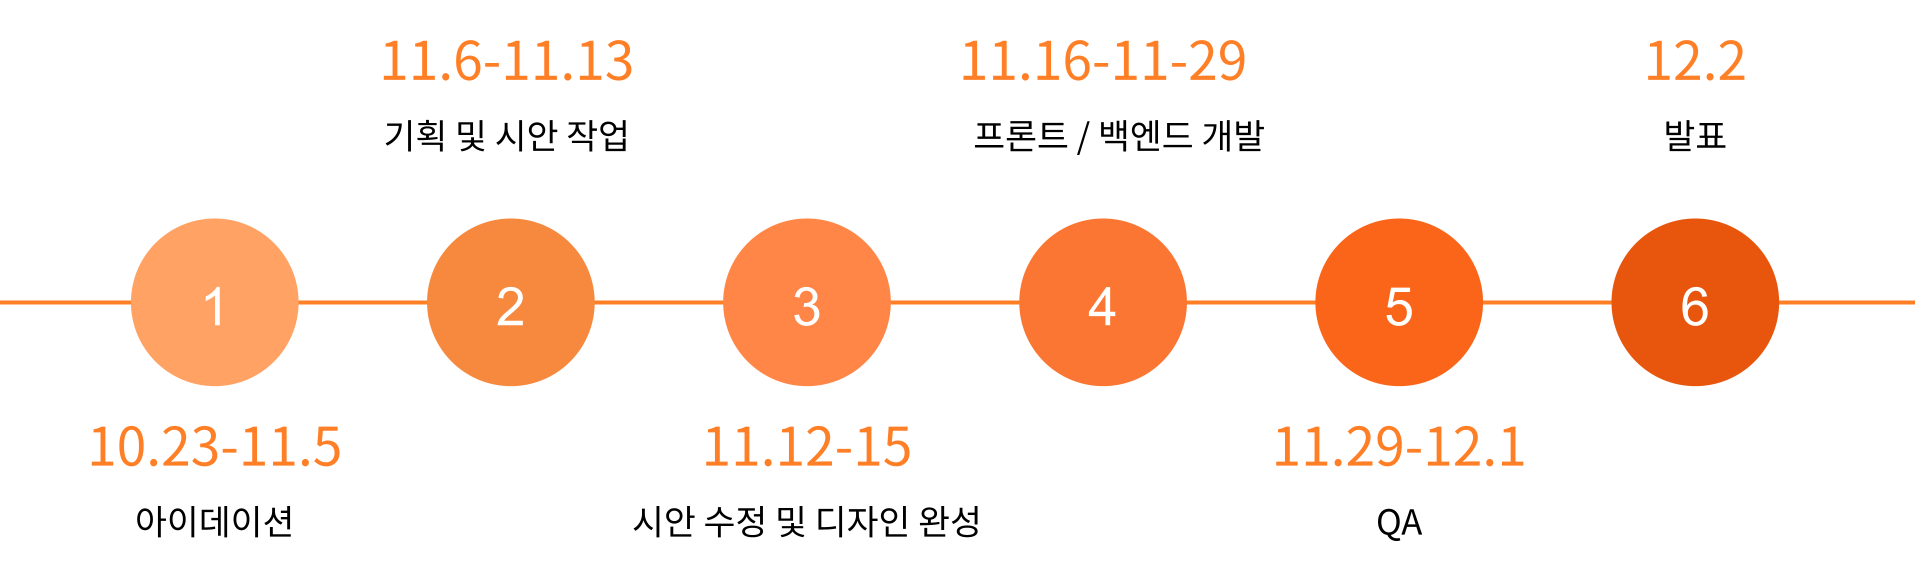 11.6-11.13
기획 및 시안 작업
11.16-11-29
프론트 / 백엔드 개발
12.2
발표
1
2
3
4
5
6
10.23-11.5
아이데이션
11.12-15
시안 수정 및 디자인 완성
11.29-12.1
QA